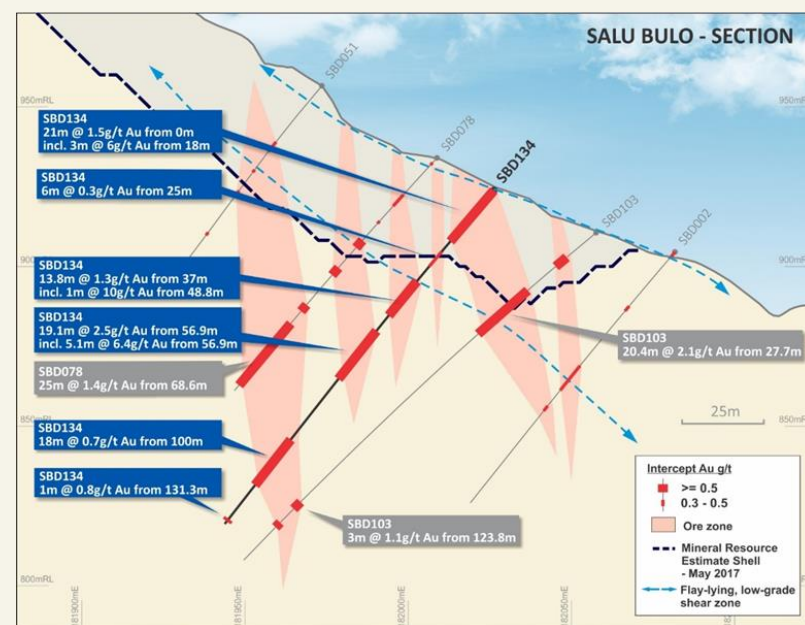 SALU BULO - SECTION
SBD051
950mRL
950mRL
SBD078
SBD134
SBD103
SBD002
SBD134
21m @ 1.5g/t Au from 0m
incl. 3m @ 6g/t Au from 18m
SBD134
6m @ 0.3g/t Au from 25m
900mRL
900mRL
SBD134
13.8m @ 1.3g/t Au from 37m
incl. 1m @ 10g/t Au from 48.8m
SBD134
19.1m @ 2.5g/t Au from 56.9m
incl. 5.1m @ 6.4g/t Au from 56.9m
SBD103
20.4m @ 2.1g/t Au from 27.7m
SBD078
25m @ 1.4g/t Au from 68.6m
25m
850mRL
850mRL
SBD134
18m @ 0.7g/t Au from 100m
SBD134
1m @ 0.8g/t Au from 131.3m
SBD103
3m @ 1.1g/t Au from 123.8m
Intercept Au g/t
>= 0.5
0.3 - 0.5
Ore zone
Mineral Resource
Estimate Shell
- May 2017
Flay-lying, low-grade
shear zone
800mRL
181900mE
181950mE
182000mE
182050mE